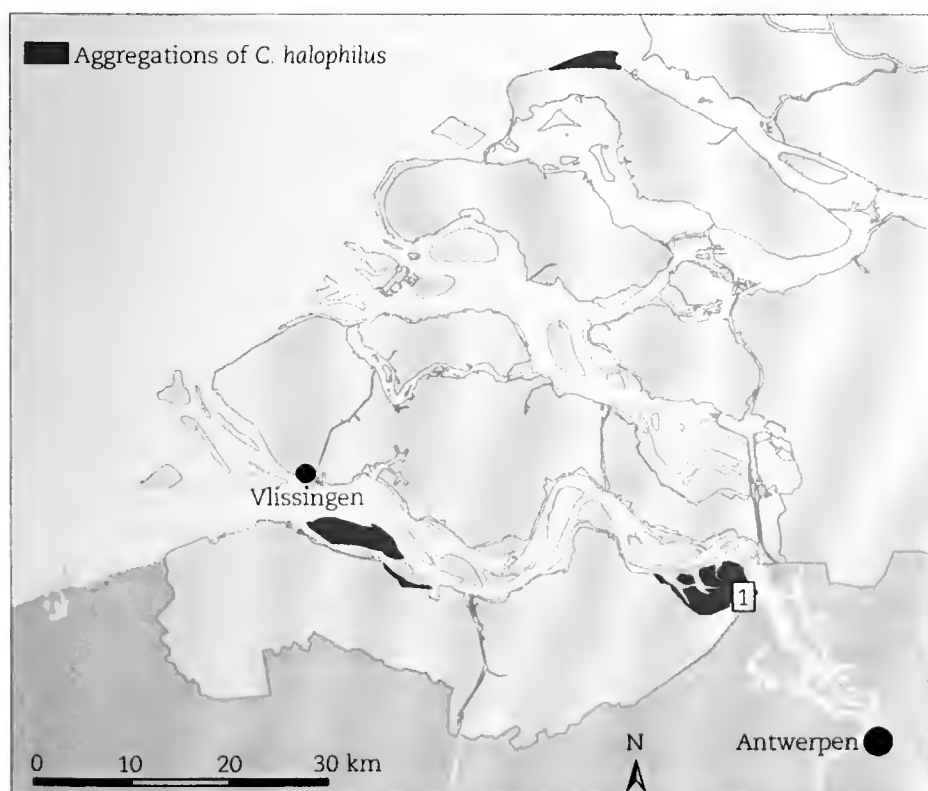 Aggregations of C. halophilus
Vlissingen
1
Antwerpen
N
0 10 20 30 km